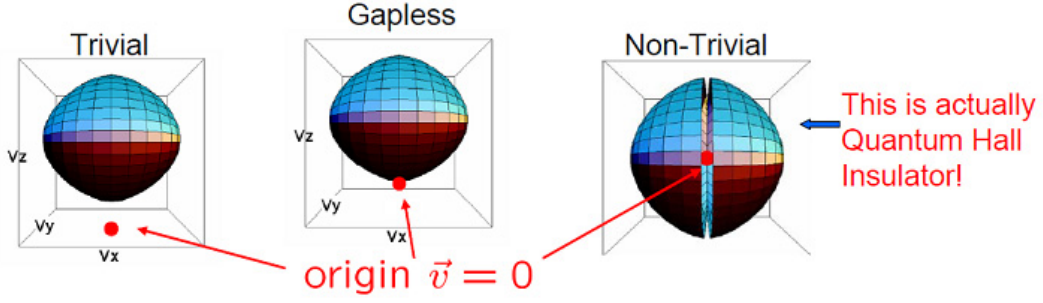 Trivial
Gapless
Non-Trivial
Vz
Vy
Vx
Vz
Vy
Vx
This is actually
Quantum Hall
Insulator!
origin v⃗ = 0